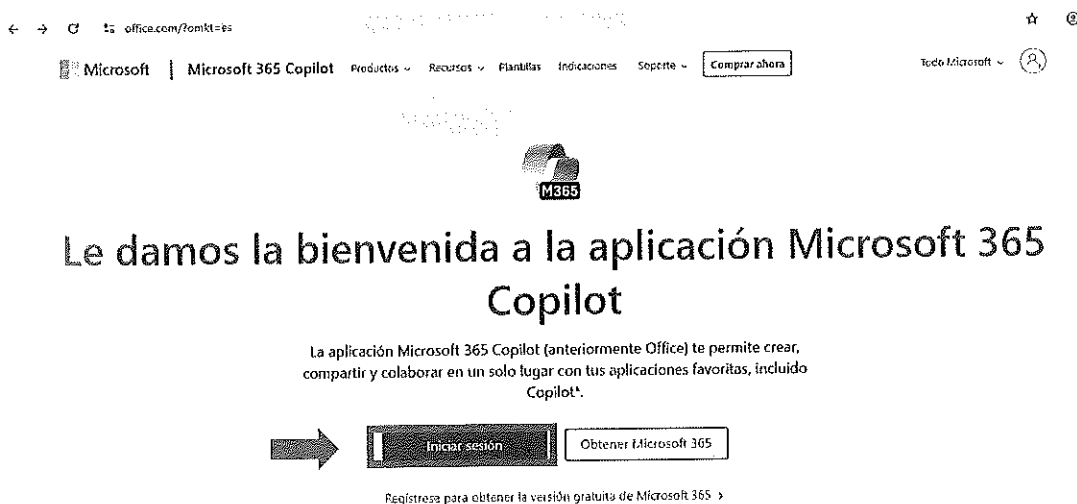 office.com/?omkt=es
Microsoft | Microsoft 365 Copilot Productos Recursos Plantillas Indicaciones Soporte Comprar ahora Todo Microsoft
M365
Le damos la bienvenida a la aplicación Microsoft 365
Copilot
La aplicación Microsoft 365 Copilot (anteriormente Office) te permite crear,
compartir y colaborar en un solo lugar con tus aplicaciones favoritas, incluido
Copilot*.
Iniciar sesión Obtener Microsoft 365
Regístrese para obtener la versión gratuita de Microsoft 365 >